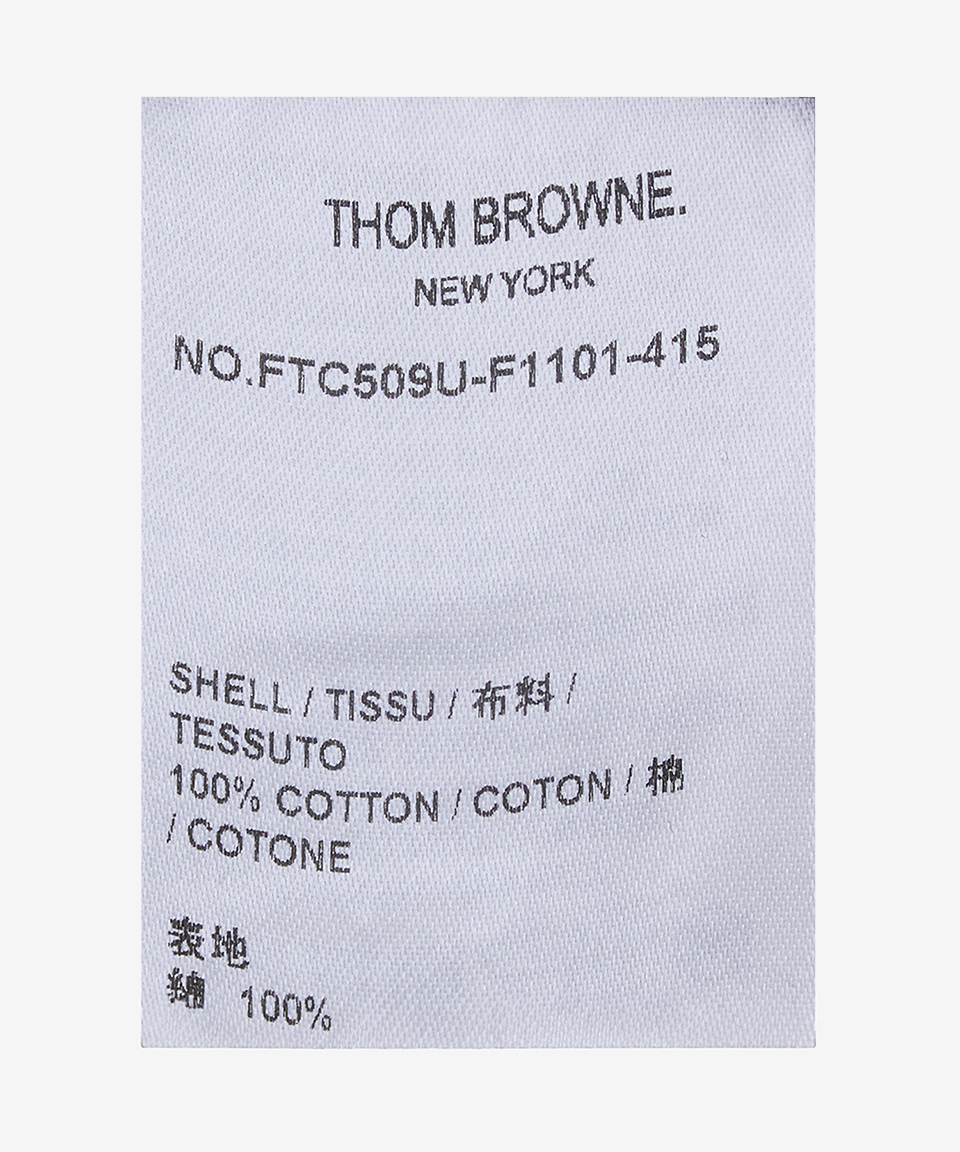 THOM BROWNE.
NEW YORK
NO.FTC509U-F1101-415
SHELL / TISSU / 布料 /
TESSUTO
100% COTTON / COTON / 棉
/ COTONE
表地
綿 100%